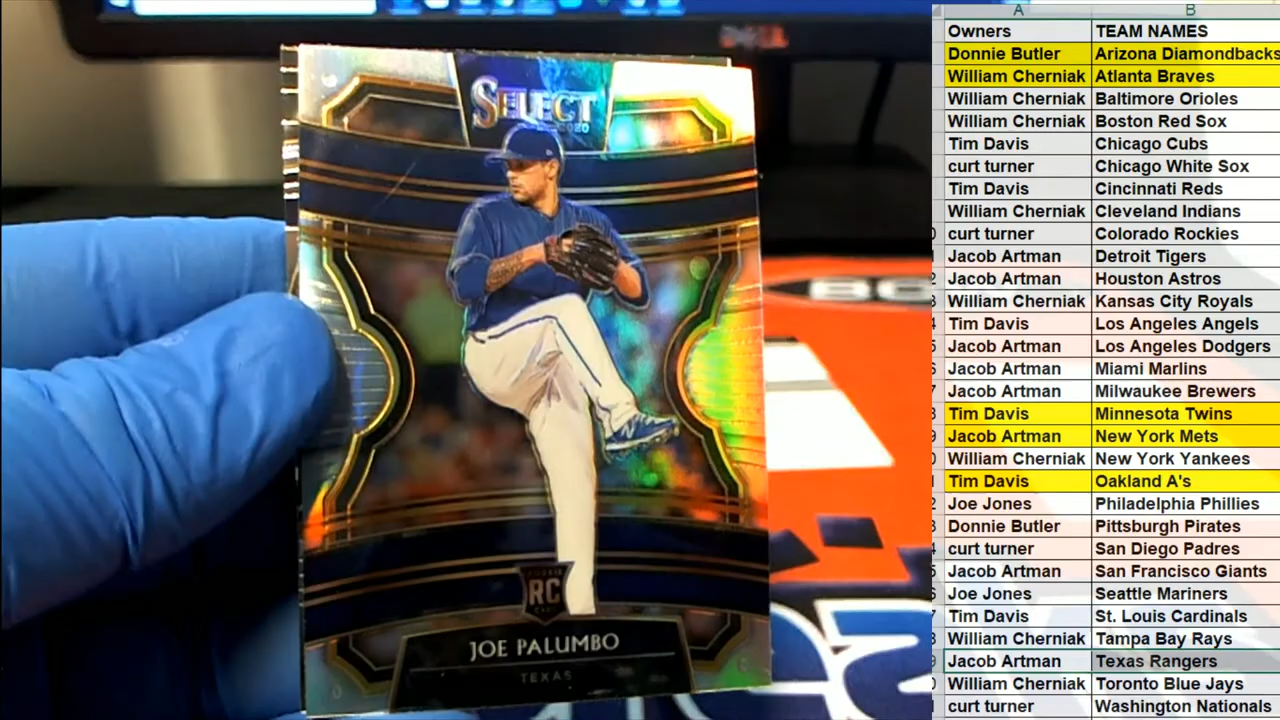 SELECT
2020
ROOKIE
RC
CARD
JOE PALUMBO
TEXAS
A B
Owners TEAM NAMES
Donnie Butler Arizona Diamondbacks
William Cherniak Atlanta Braves
William Cherniak Baltimore Orioles
William Cherniak Boston Red Sox
Tim Davis Chicago Cubs
curt turner Chicago White Sox
Tim Davis Cincinnati Reds
William Cherniak Cleveland Indians
curt turner Colorado Rockies
Jacob Artman Detroit Tigers
Jacob Artman Houston Astros
William Cherniak Kansas City Royals
Tim Davis Los Angeles Angels
Jacob Artman Los Angeles Dodgers
Jacob Artman Miami Marlins
Jacob Artman Milwaukee Brewers
Tim Davis Minnesota Twins
Jacob Artman New York Mets
William Cherniak New York Yankees
Tim Davis Oakland A's
Joe Jones Philadelphia Phillies
Donnie Butler Pittsburgh Pirates
curt turner San Diego Padres
Jacob Artman San Francisco Giants
Joe Jones Seattle Mariners
Tim Davis St. Louis Cardinals
William Cherniak Tampa Bay Rays
Jacob Artman Texas Rangers
William Cherniak Toronto Blue Jays
curt turner Washington Nationals